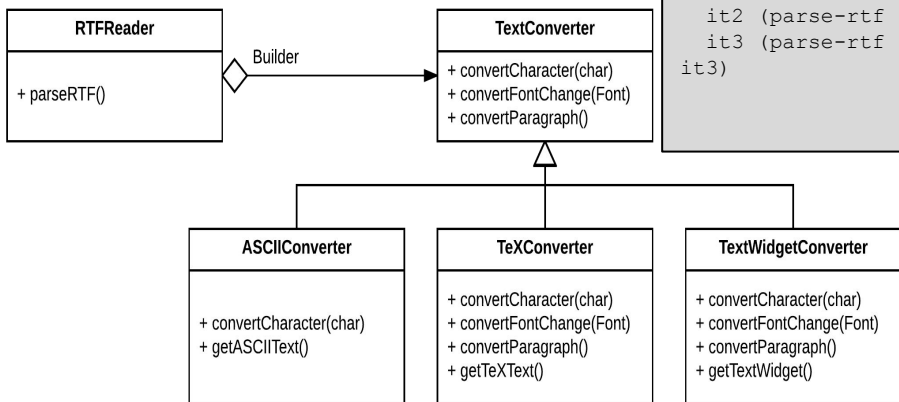 RTFReader
+ parseRTF()
Builder
TextConverter
+ convertCharacter(char)
+ convertFontChange(Font)
+ convertParagraph()
it2 (parse-rtf
it3 (parse-rtf
it3)
ASCIIConverter
+ convertCharacter(char)
+ getASCIIText()
TeXConverter
+ convertCharacter(char)
+ convertFontChange(Font)
+ convertParagraph()
+ getTeXText()
TextWidgetConverter
+ convertCharacter(char)
+ convertFontChange(Font)
+ convertParagraph()
+ getTextWidget()